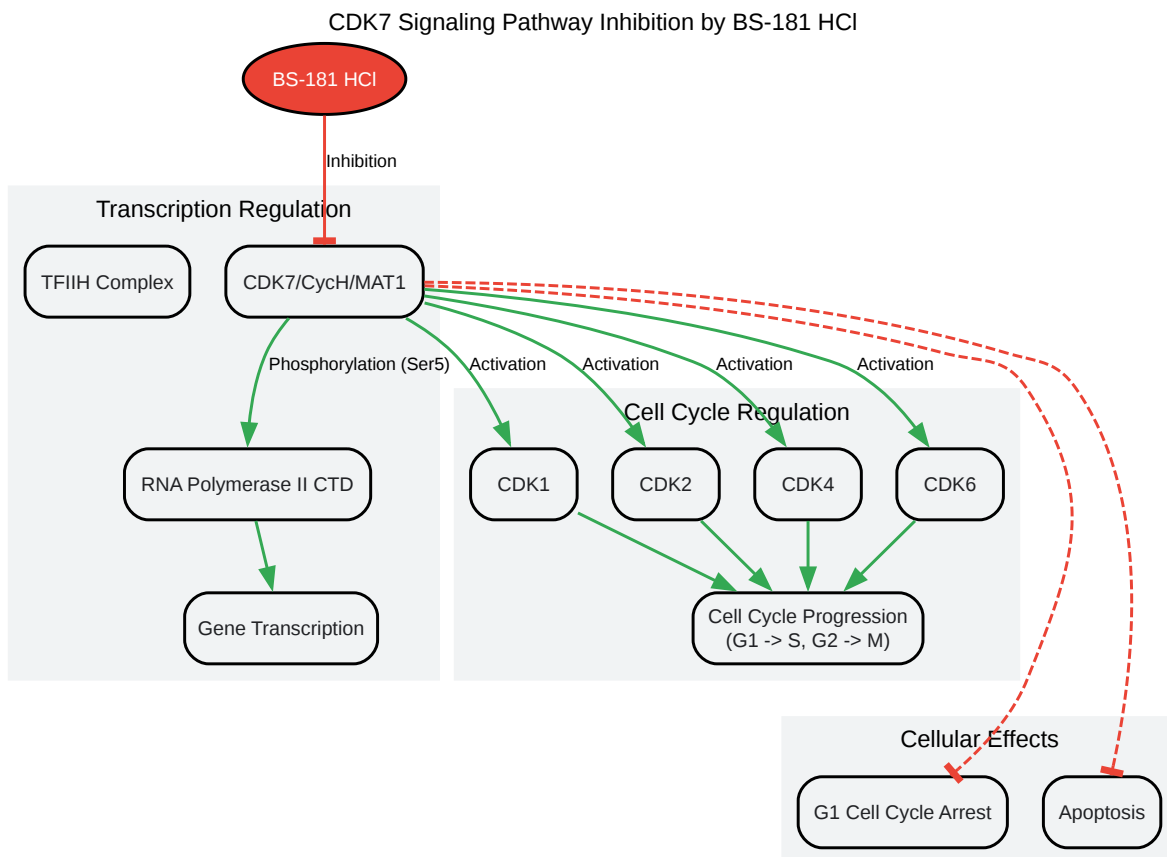 CDK7 Signaling Pathway Inhibition by BS-181 HCl
BS-181 HCl
Inhibition
Transcription Regulation
TFIIH Complex
CDK7/CycH/MAT1
Phosphorylation (Ser5)
Activation
Activation
Activation
Activation
Cell Cycle Regulation
RNA Polymerase II CTD
CDK1
CDK2
CDK4
CDK6
Gene Transcription
Cell Cycle Progression
(G1 -> S, G2 -> M)
Cellular Effects
G1 Cell Cycle Arrest
Apoptosis